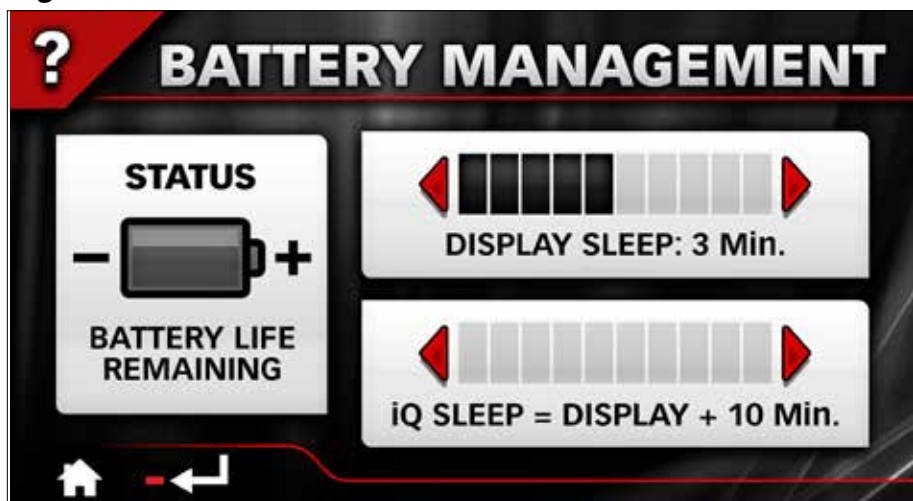 ?
BATTERY MANAGEMENT
STATUS
- +
BATTERY LIFE
REMAINING
DISPLAY SLEEP: 3 Min.
iQ SLEEP = DISPLAY + 10 Min.